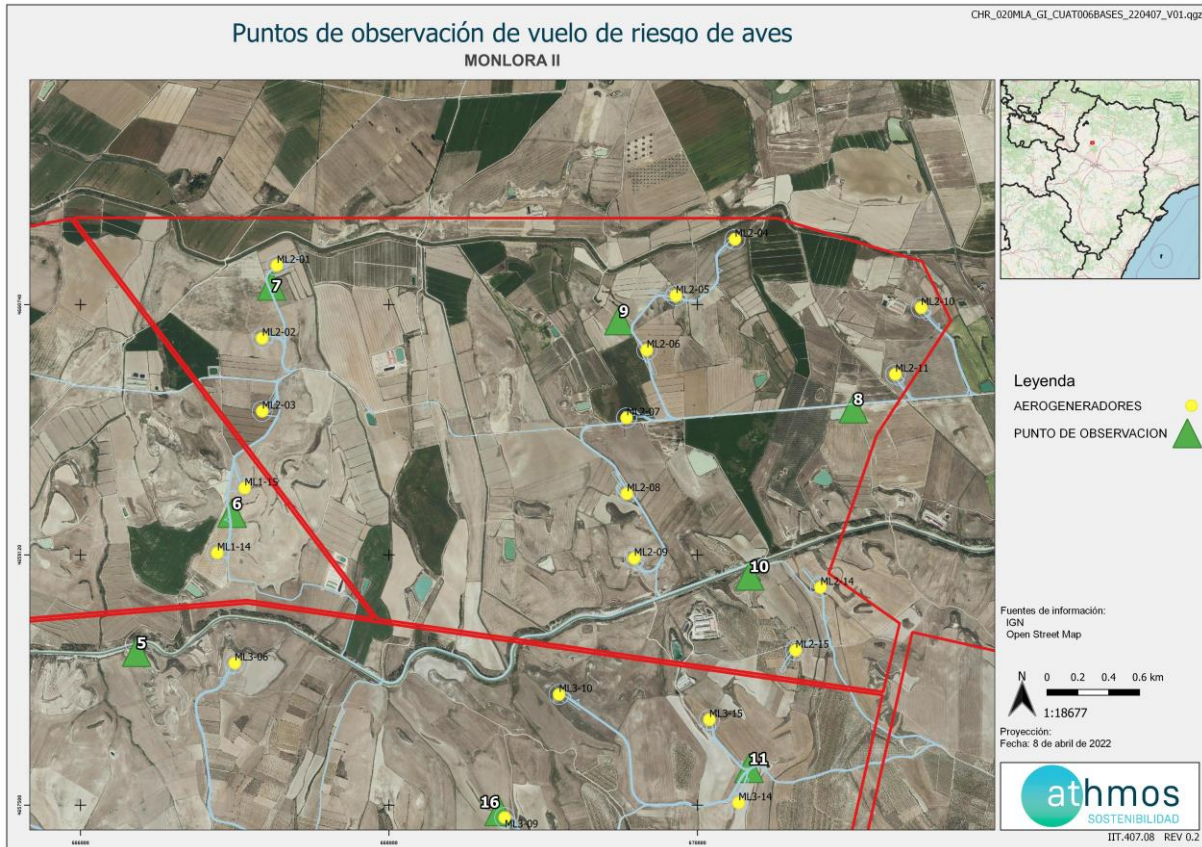 CHR_020MLA_GI_CUAT006BASES_220407_V01.qgz
Puntos de observación de vuelo de riesgo de aves
MONLORA II
ML2-04
ML2-01
7
ML2-05
ML2-10
9
ML2-02
ML2-06
ML2-11
8
ML2-03
ML2-07
ML1-15
ML2-08
6
ML1-14
ML2-09
10
ML2-14
5
ML3-06
ML2-15
ML3-10
ML3-15
11
ML3-14
16
ML3-09
Leyenda
AEROGENERADORES
PUNTO DE OBSERVACION
Fuentes de información:
IGN
Open Street Map
N
0 0.2 0.4 0.6 km
1:18677
Proyección:
Fecha: 8 de abril de 2022
athmos
SOSTENIBILIDAD
IIT.407.08 REV 0.2